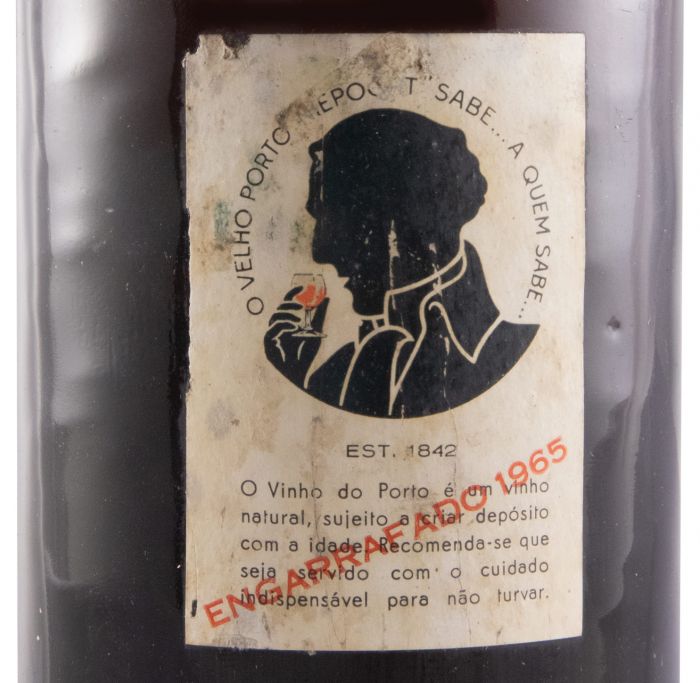 O VELHO PORTO NIEPOORT SABE... A QUEM SABE...
EST. 1842
O Vinho do Porto é um vinho
natural, sujeito a criar depósito
com a idade. Recomenda-se que
seja servido com o cuidado
indispensável para não turvar.
ENGARRAFADO 1965